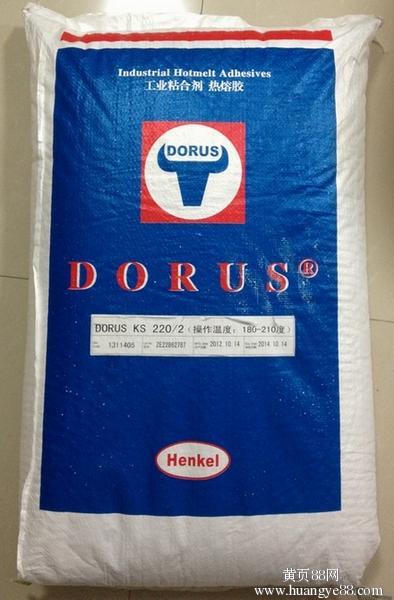 Industrial Hotmelt Adhesives
工业粘合剂 热熔胶
DORUS
DORUS®
DORUS KS 220/2 (操作温度: 180-210度)
1311405 ZE22862787 2012.10.14 2014.10.14
Henkel
黄页88网
www.huangye88.com